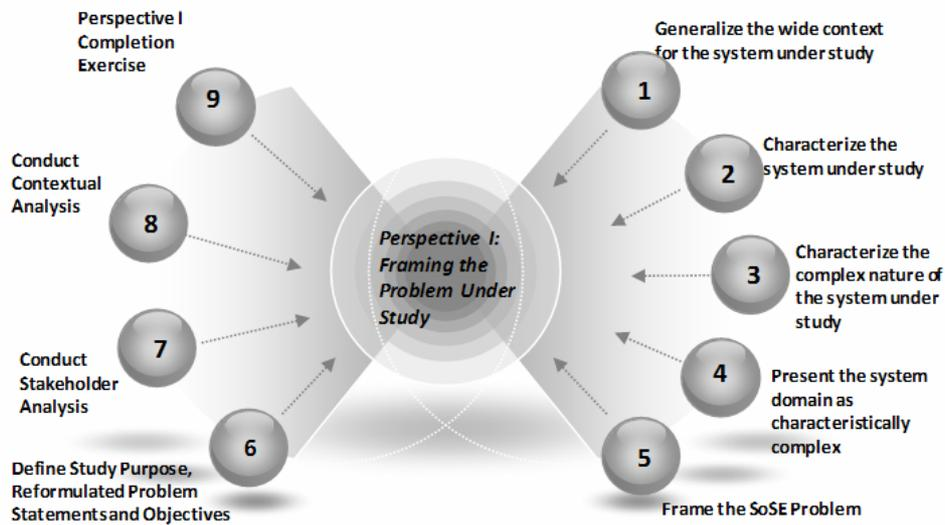 Perspective I
Completion
Exercise
9
Conduct
Contextual
Analysis
8
7
Conduct
Stakeholder
Analysis
6
Define Study Purpose,
Reformulated Problem
Statements and Objectives
Perspective I:
Framing the
Problem Under
Study
Generalize the wide context
for the system under study
1
Characterize the
system under study
2
3
Characterize the
complex nature of
the system under
study
4
Present the system
domain as
characteristically
complex
5
Frame the SoSE Problem